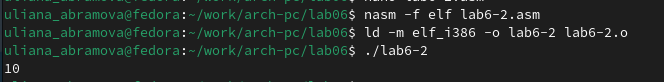 uliana_abramova@fedora:~/work/arch-pc/lab06$ nasm -f elf lab6-2.asm
uliana_abramova@fedora:~/work/arch-pc/lab06$ ld -m elf_i386 -o lab6-2 lab6-2.o
uliana_abramova@fedora:~/work/arch-pc/lab06$ ./lab6-2
10